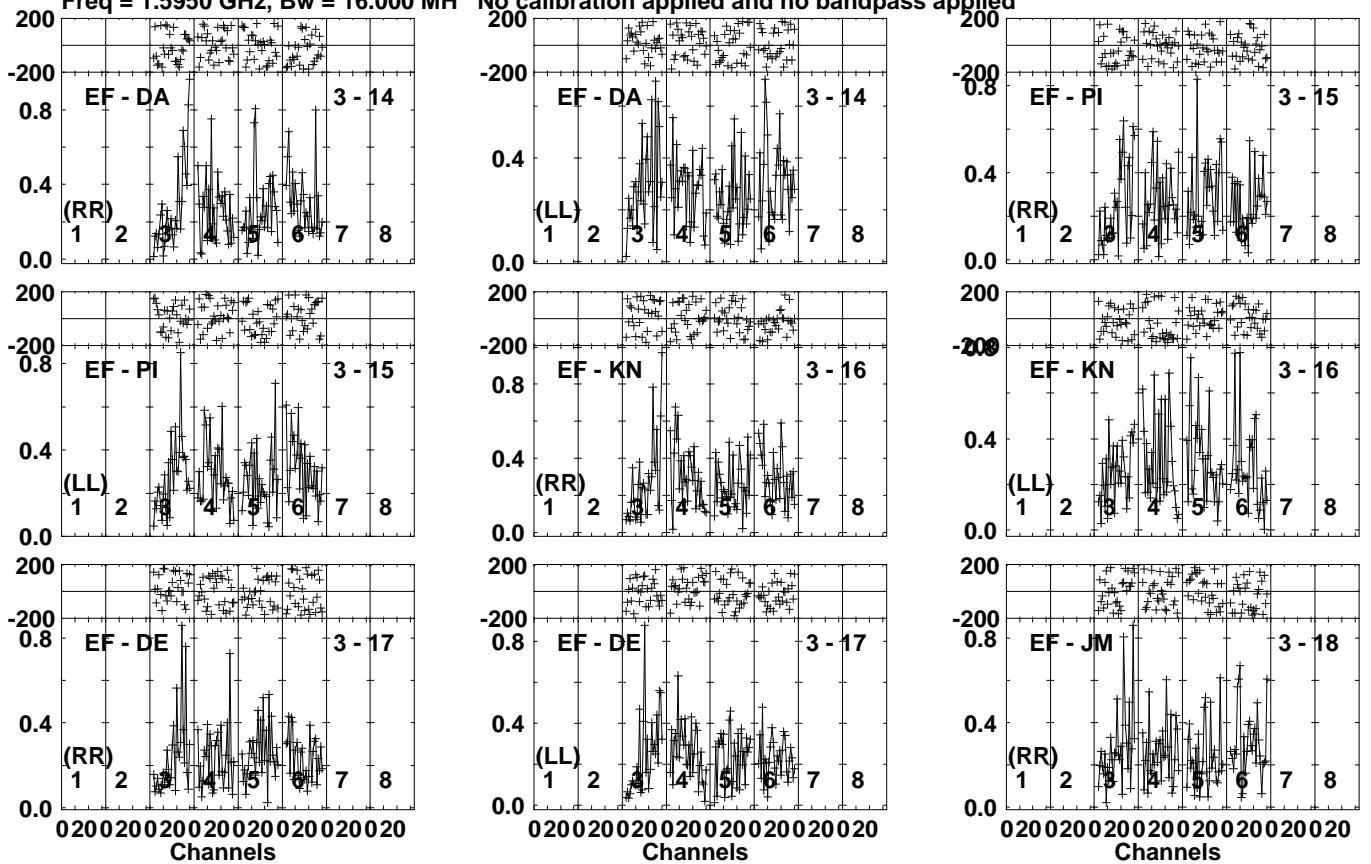 Freq = 1.5950 GHz, Bw = 16.000 MH No calibration applied and no bandpass applied
200 200 200
-200 -200 -200
EF - DA 3 - 14 EF - DA 3 - 14 EF - PI 3 - 15
0.8 0.8
0.4 0.4 0.4
(RR) (LL) (RR)
1 2 3 4 5 6 7 8 1 2 3 4 5 6 7 8 1 2 3 4 5 6 7 8
0.0 0.0 0.0
200 200 200
-200 -200 -200
0.8 0.8 0.8
EF - PI 3 - 15 EF - KN 3 - 16 EF - KN 3 - 16
0.4 0.4 0.4
(LL) (RR) (LL)
1 2 3 4 5 6 7 8 1 2 3 4 5 6 7 8 1 2 3 4 5 6 7 8
0.0 0.0 0.0
200 200 200
-200 -200 -200
EF - DE 3 - 17 EF - DE 3 - 17 EF - JM 3 - 18
0.8 0.8 0.8
0.4 0.4 0.4
(RR) (LL) (RR)
1 2 3 4 5 6 7 8 1 2 3 4 5 6 7 8 1 2 3 4 5 6 7 8
0.0 0.0 0.0
0 20 0 20 0 20 0 20 0 20 0 20 0 20 0 20 0 20 0 20 0 20 0 20 0 20 0 20 0 20 0 20 0 20 0 20 0 20 0 20 0 20 0 20 0 20 0 20
Channels Channels Channels